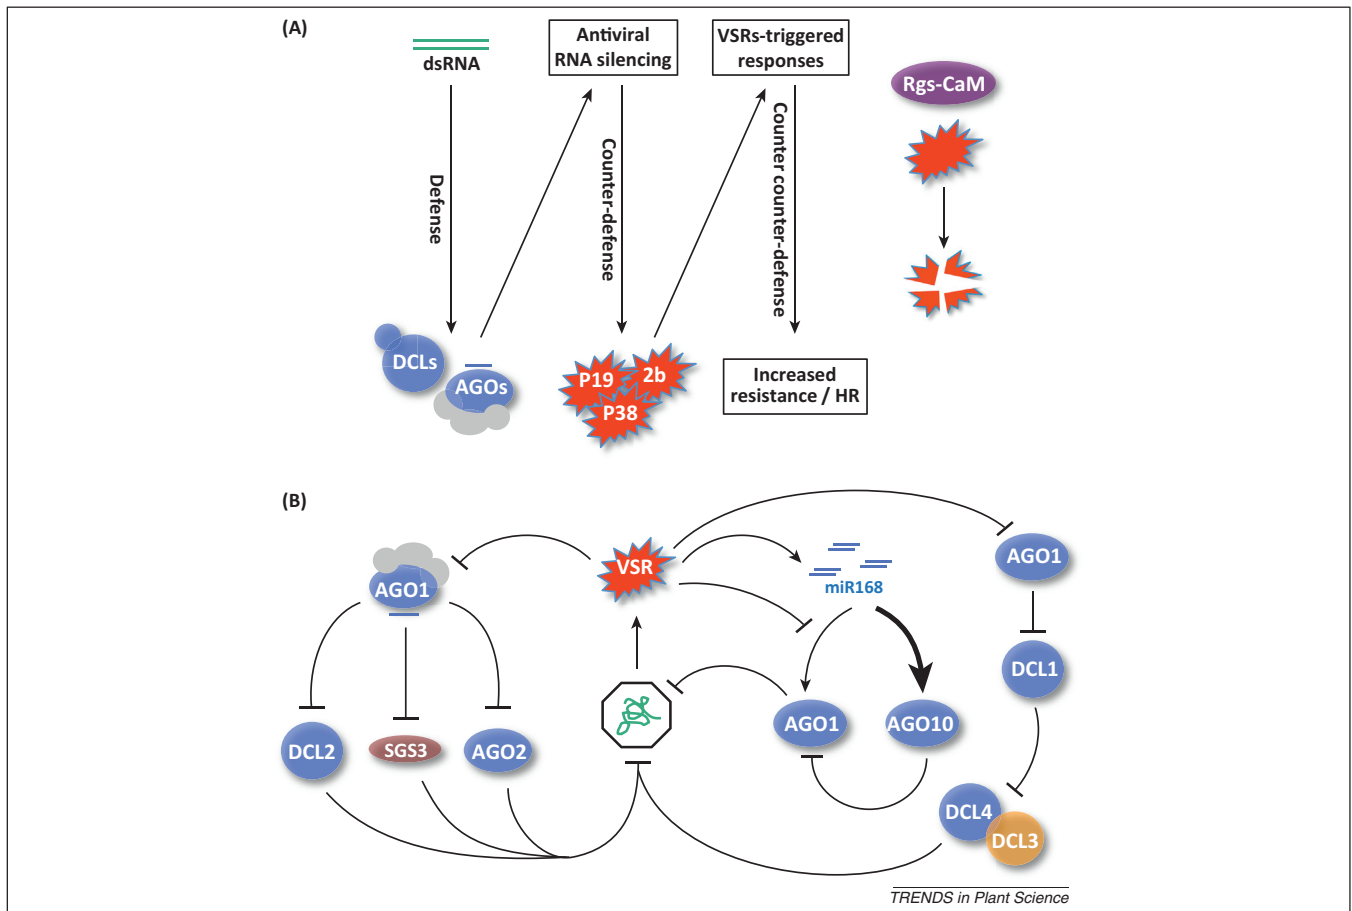 (A)
dsRNA
Defense
DCLs
AGOs
Antiviral
RNA silencing
Counter-defense
P19
2b
P38
VSRs-triggered
responses
Counter counter-defense
Increased
resistance / HR
Rgs-CaM
(B)
AGO1
VSR
miR168
AGO1
DCL1
DCL2
SGS3
AGO2
AGO1
AGO10
DCL4
DCL3
TRENDS in Plant Science